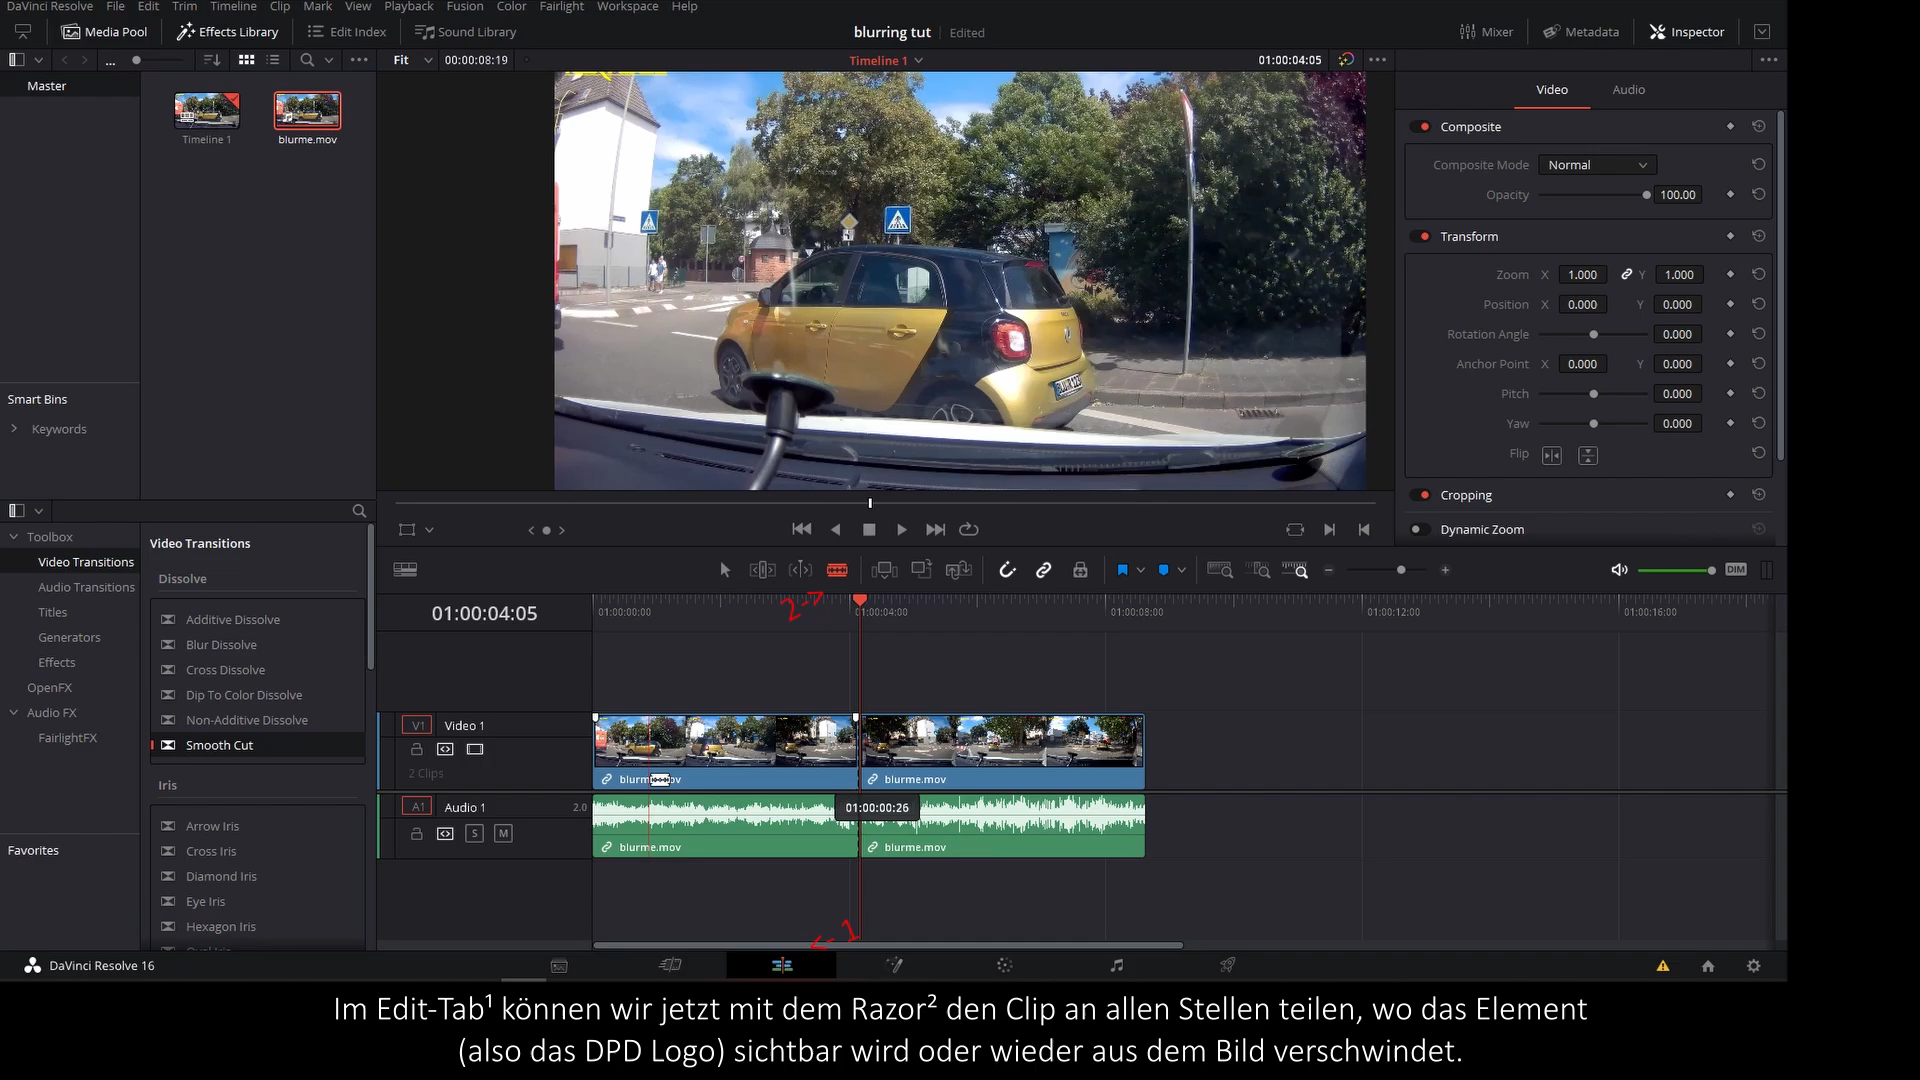 DaVinci Resolve File Edit Trim Timeline Clip Mark View Playback Fusion Color Fairlight Workspace Help
Media Pool Effects Library Edit Index Sound Library blurring tut Edited Mixer Metadata Inspector
... Fit 00:00:08:19 Timeline 1 01:00:04:05
Master
Timeline 1 blurme.mov
Smart Bins
Keywords
Video Audio
Composite
Composite Mode Normal
Opacity 100.00
Transform
Zoom X 1.000 Y 1.000
Position X 0.000 Y 0.000
Rotation Angle 0.000
Anchor Point X 0.000 Y 0.000
Pitch 0.000
Yaw 0.000
Flip
Cropping
Dynamic Zoom
Toolbox
Video Transitions
Audio Transitions
Titles
Generators
Effects
OpenFX
Audio FX
FairlightFX
Favorites
Video Transitions
Dissolve
Additive Dissolve
Blur Dissolve
Cross Dissolve
Dip To Color Dissolve
Non-Additive Dissolve
Smooth Cut
Iris
Arrow Iris
Cross Iris
Diamond Iris
Eye Iris
Hexagon Iris
DIM
2->
01:00:04:05 01:00:00:00 01:00:04:00 01:00:08:00 01:00:12:00 01:00:16:00
V1 Video 1
2 Clips
blurme.mov
A1 Audio 1 2.0 01:00:00:26
S M
blurme.mov blurme.mov
<-1
DaVinci Resolve 16
Im Edit-Tab¹ können wir jetzt mit dem Razor² den Clip an allen Stellen teilen, wo das Element
(also das DPD Logo) sichtbar wird oder wieder aus dem Bild verschwindet.